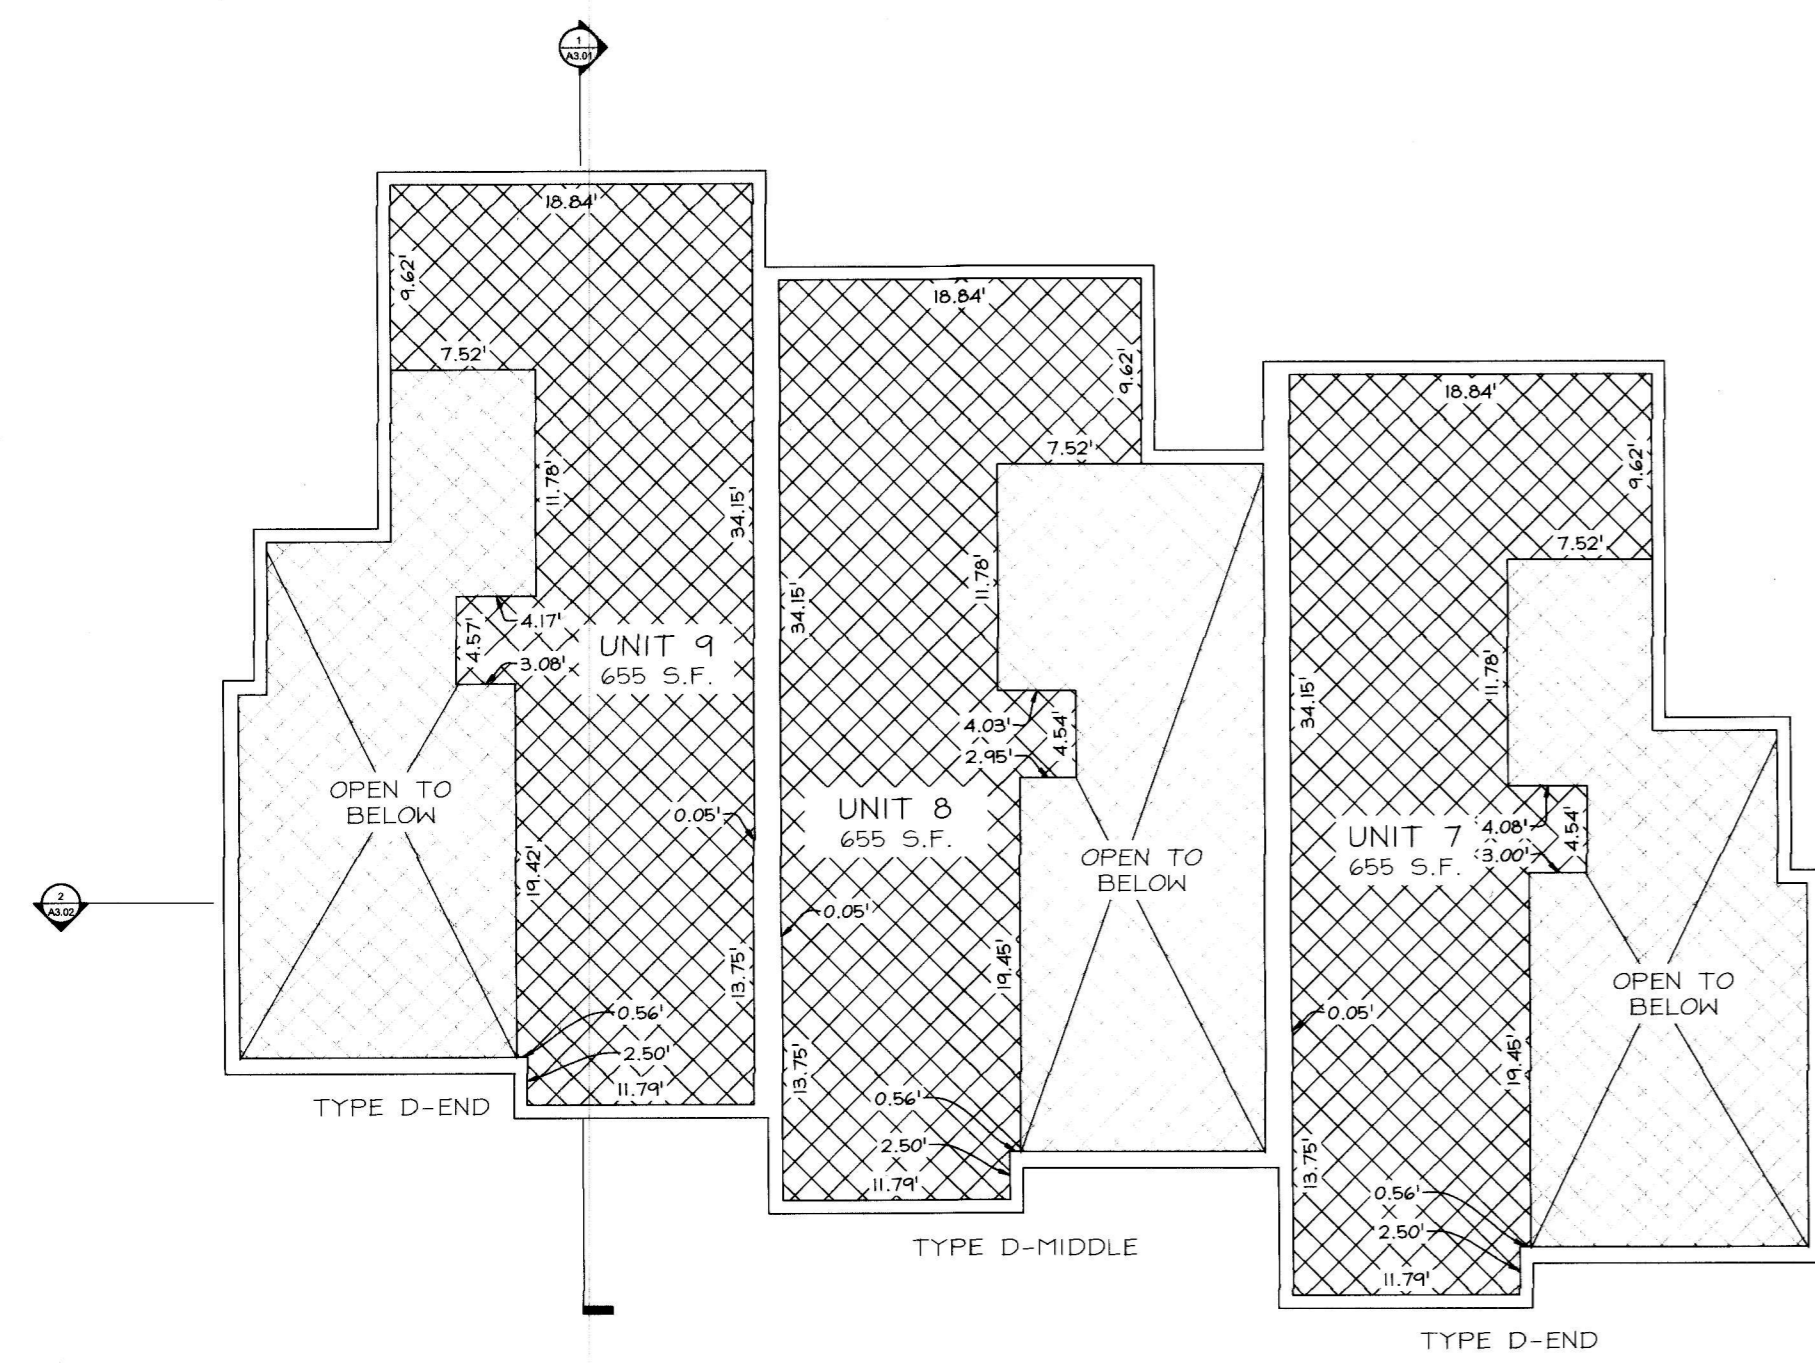 1
A3.01
18.84'
9.62'
7.52'
11.78'
34.15'
4.17'
4.57'
3.08'
UNIT 9
655 S.F.
OPEN TO
BELOW
0.05'
19.42'
13.75'
0.56'
2.50'
11.79'
TYPE D-END
2
A3.02
18.84'
9.62'
7.52'
11.78'
34.15'
4.03'
4.54'
2.95'
UNIT 8
655 S.F.
OPEN TO
BELOW
0.05'
19.45'
13.75'
0.56'
2.50'
11.79'
TYPE D-MIDDLE
18.84'
9.62'
7.52'
11.78'
34.15'
4.08'
4.54'
3.00'
UNIT 7
655 S.F.
OPEN TO
BELOW
0.05'
19.45'
13.75'
0.56'
2.50'
11.79'
TYPE D-END